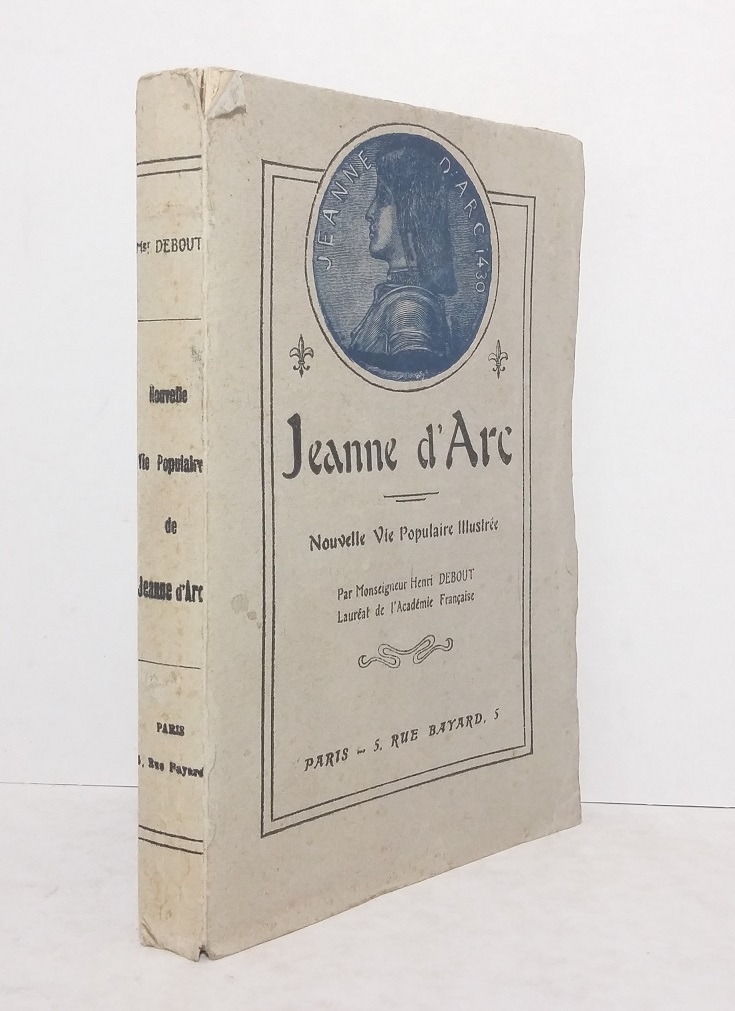 Mgr DEBOUT
Nouvelle
Vie Populaire
de
Jeanne d'Arc
PARIS
5, Rue Bayard
JEANNE D'ARC 1430
Jeanne d'Arc
Nouvelle Vie Populaire Illustrée
Par Monseigneur Henri DEBOUT
Lauréat de l'Académie Française
PARIS – 5, RUE BAYARD, 5